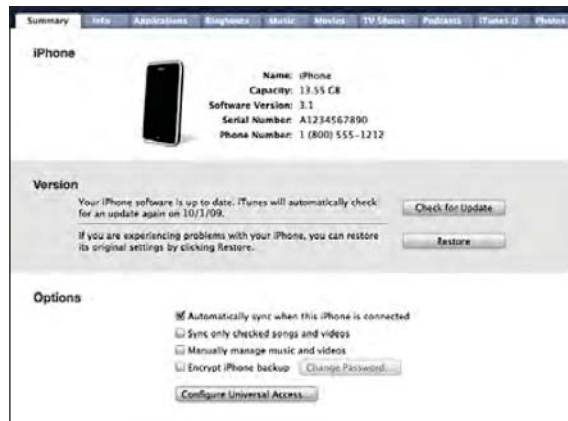 Summary Info Applications Ringtones Music Movies TV Shows Podcasts iTunes U Photos
iPhone
Name: iPhone
Capacity: 13.55 GB
Software Version: 3.1
Serial Number: A1234567890
Phone Number: 1 (800) 555-1212
Version
Your iPhone software is up to date. iTunes will automatically check
for an update again on 10/1/09.
Check for Update
If you are experiencing problems with your iPhone, you can restore
its original settings by clicking Restore.
Restore
Options
Automatically sync when this iPhone is connected
Sync only checked songs and videos
Manually manage music and videos
Encrypt iPhone backup Change Password...
Configure Universal Access...